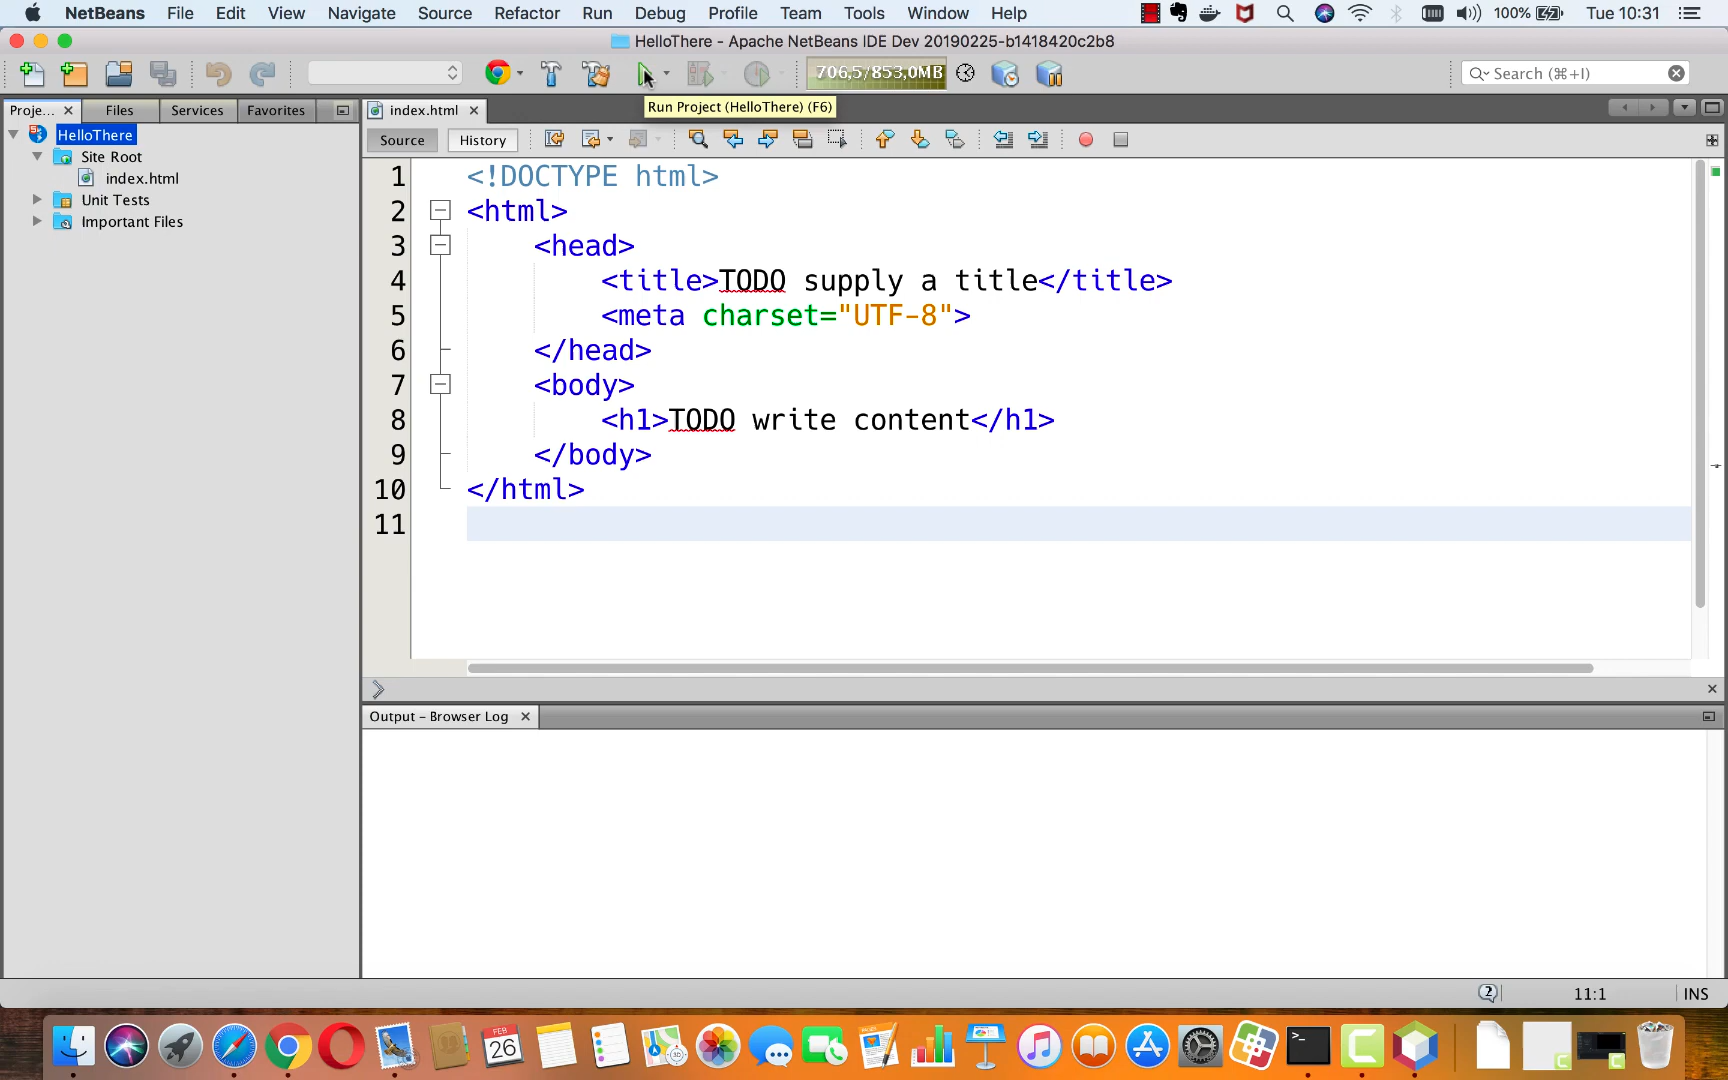 NetBeans File Edit View Navigate Source Refactor Run Debug Profile Team Tools Window Help 100% Tue 10:31
HelloThere - Apache NetBeans IDE Dev 20190225-b1418420c2b8
706,5/853,0MB Search (⌘+I)
Run Project (HelloThere) (F6)
Proje... Files Services Favorites index.html
HelloThere
Site Root
index.html
Unit Tests
Important Files
Source History
1 <!DOCTYPE html>
2 <html>
3 <head>
4 <title>TODO supply a title</title>
5 <meta charset="UTF-8">
6 </head>
7 <body>
8 <h1>TODO write content</h1>
9 </body>
10 </html>
11
Output - Browser Log
11:1 INS
FEB
26